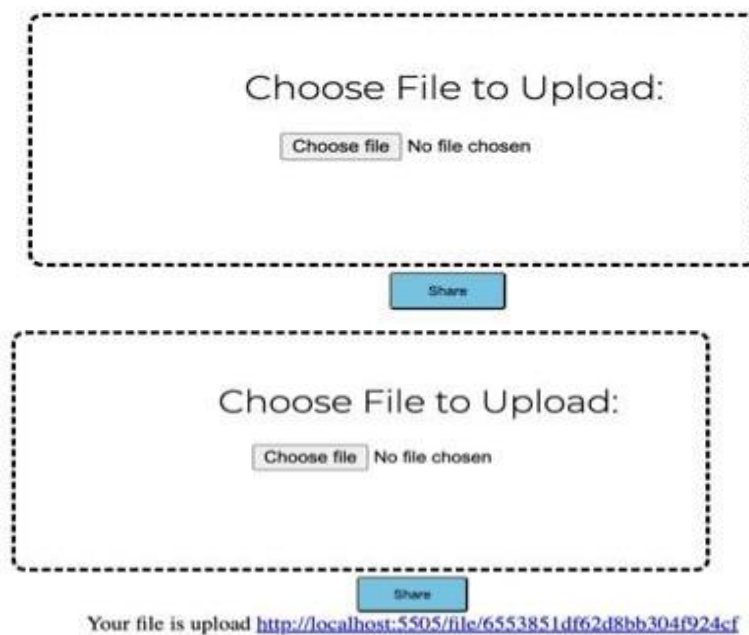 Choose File to Upload:
Choose file No file chosen
Share
Choose File to Upload:
Choose file No file chosen
Share
Your file is upload http://localhost:5505/file/6553851df62d8bb304f924cf